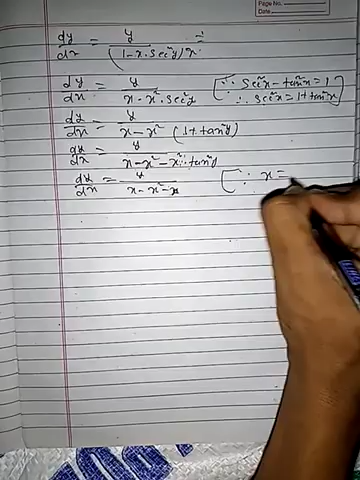 Page No.
Date
dy/dx = y/(1-x.sec²y)x
dy/dx = y/x-x².sec²y (∵ sec²x-tan²x=1
∴ sec²x=1+tan²x)
dy/dx = y/x-x²(1+tan²y)
dy/dx = y/x-x²-x².tan²y
dy/dx = y/x-x²-x (∵ x=